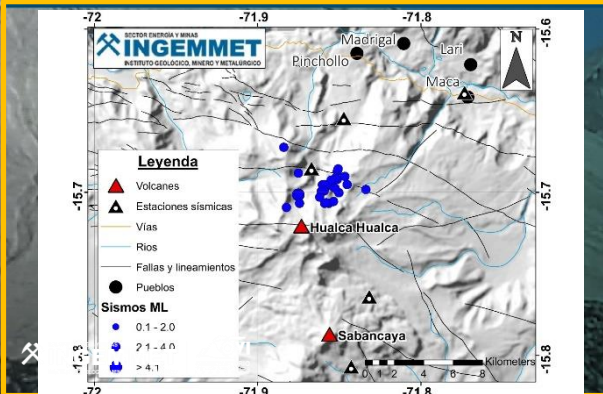 -72
-71.9
-71.8
-15.6
SECTOR ENERGÍA Y MINAS
INGEMMET
INSTITUTO GEOLÓGICO, MINERO Y METALÚRGICO
Madrigal
Pinchollo
Lari
Maca
N
Leyenda
Volcanes
Estaciones sísmicas
Vías
Rios
Fallas y lineamientos
Pueblos
Sismos ML
0.1 - 2.0
2.1 - 4.0
> 4.1
-15.7
-15.7
Hualca Hualca
Sabancaya
Kilometers
0 1 2 4 6 8
-15.8
-72
-71.9
-71.8